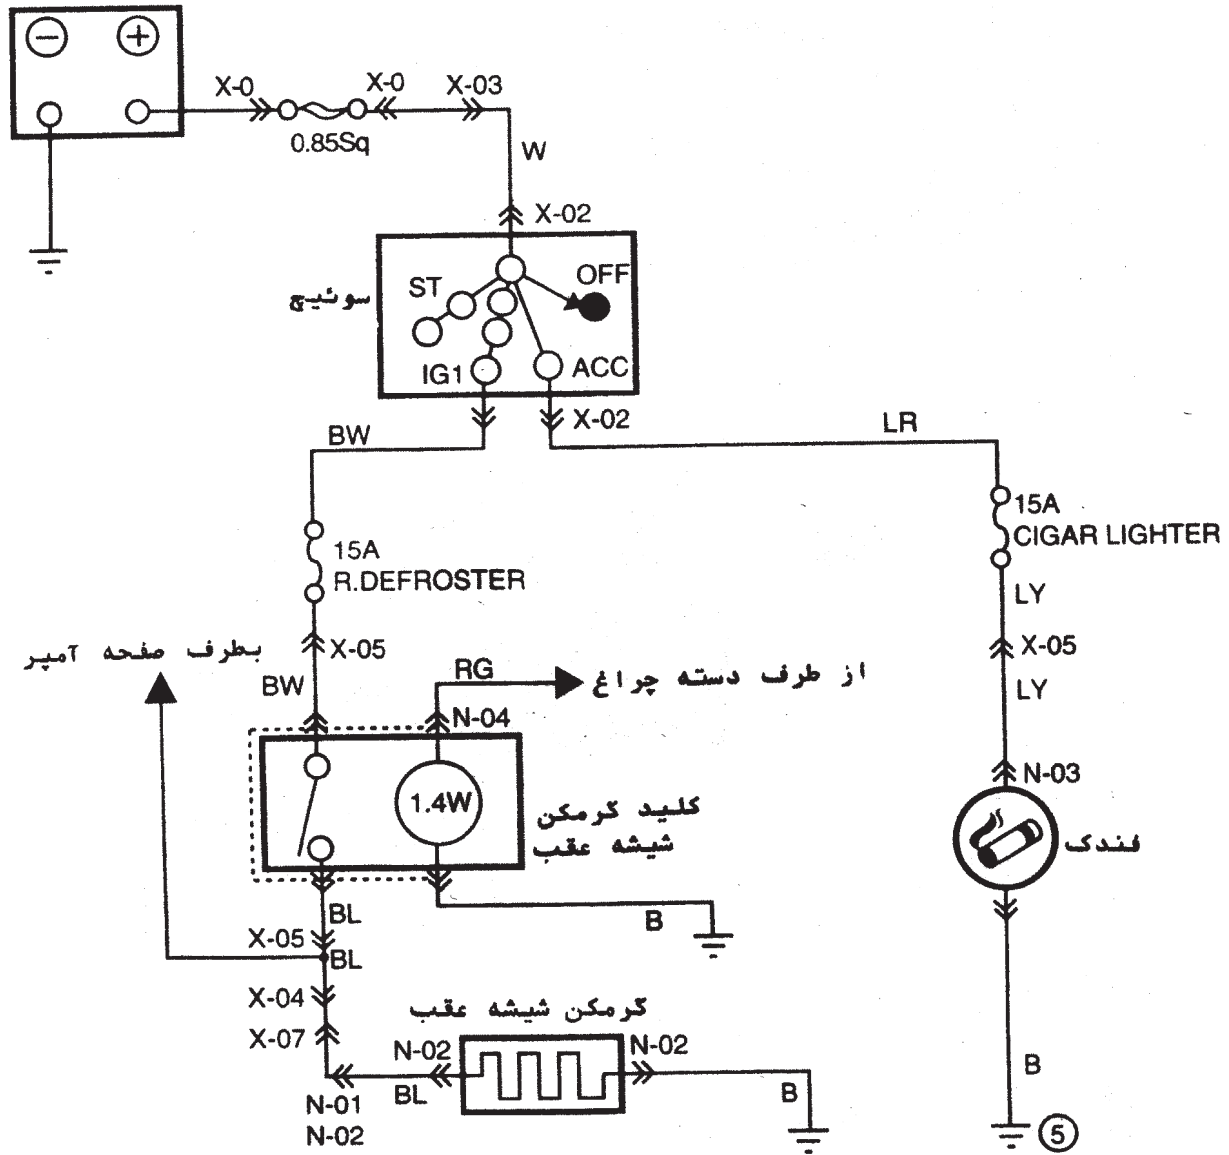 − +
X-0
X-0
X-03
0.85Sq
W
X-02
ST
OFF
سوئیچ
IG1
ACC
X-02
BW
LR
15A
CIGAR LIGHTER
15A
R.DEFROSTER
LY
X-05
X-05
بطرف صفحه آمپر
BW
RG
از طرف دسته چراغ
LY
N-04
N-03
1.4W
کلید گرمکن
شیشه عقب
فندک
BL
B
X-05
BL
X-04
گرمکن شیشه عقب
X-07
N-02
N-02
BL
B
B
N-01
N-02
5